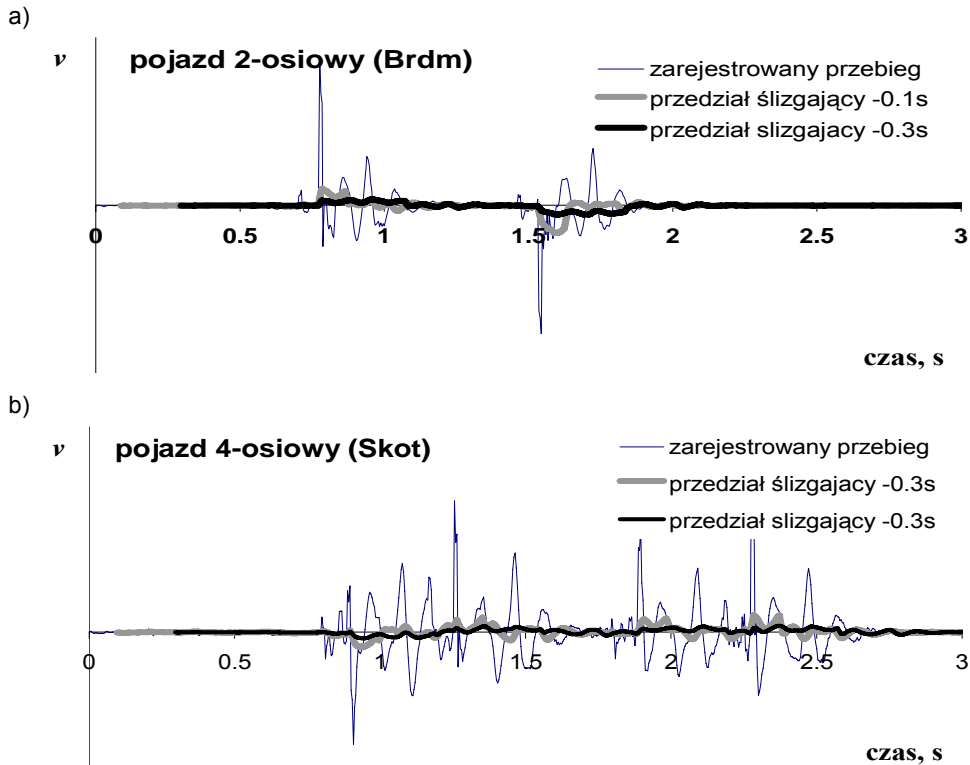 a)
v
pojazd 2-osiowy (Brdm)
zarejestrowany przebieg
przedział ślizgający -0.1s
przedział slizgajacy -0.3s
0 0.5 1 1.5 2 2.5 3
czas, s
b)
v
pojazd 4-osiowy (Skot)
zarejestrowany przebieg
przedział ślizgajacy -0.3s
przedział slizgający -0.3s
0 0.5 1 1.5 2 2.5 3
czas, s